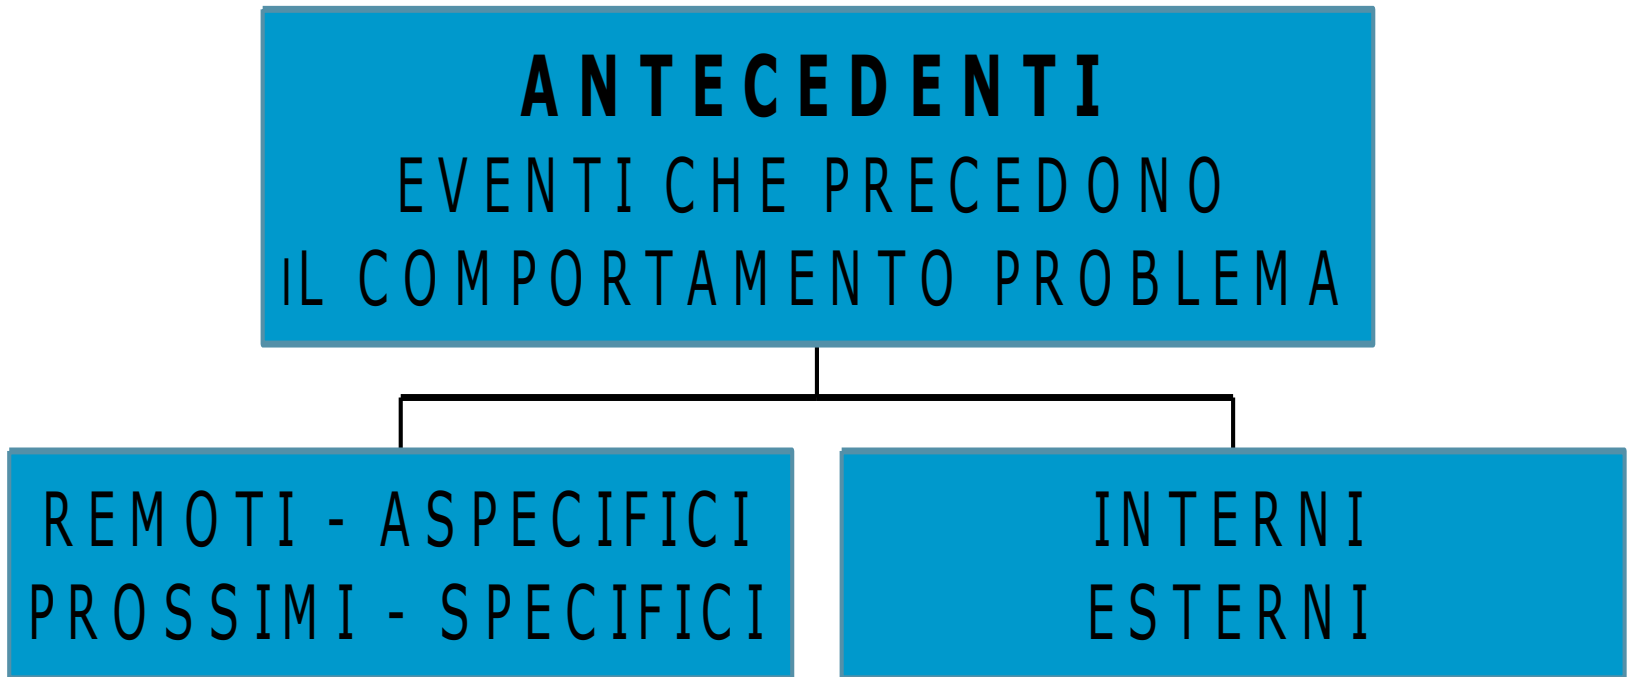 ANTECEDENTI
EVENTI CHE PRECEDONO
IL COMPORTAMENTO PROBLEMA
REMOTI - ASPECIFICI
PROSSIMI - SPECIFICI
INTERNI
ESTERNI